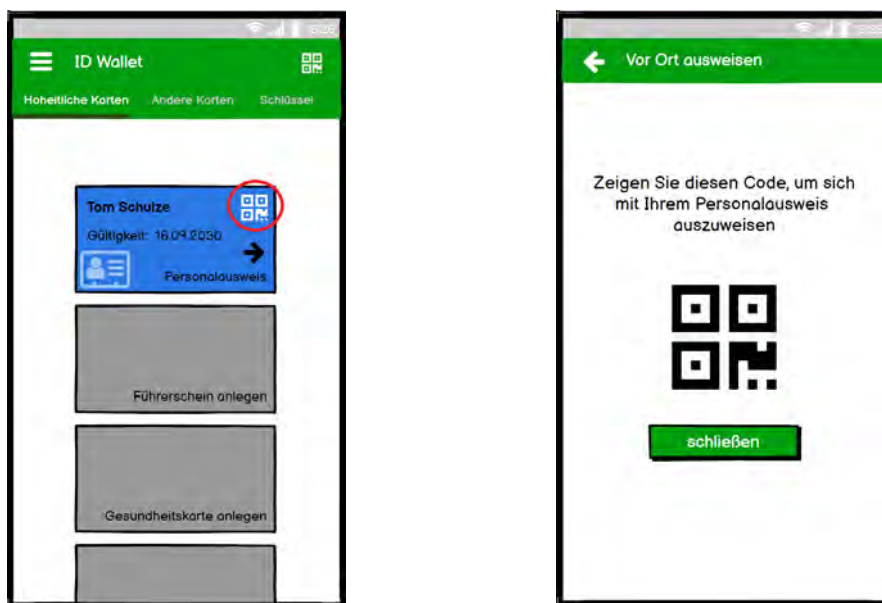 ID Wallet
Hoheitliche Karten Andere Karten Schlüssel
Tom Schulze
Gültigkeit: 16.09.2030
Personalausweis
Führerschein anlegen
Gesundheitskarte anlegen
Vor Ort ausweisen
Zeigen Sie diesen Code, um sich
mit Ihrem Personalausweis
auszuweisen
schließen